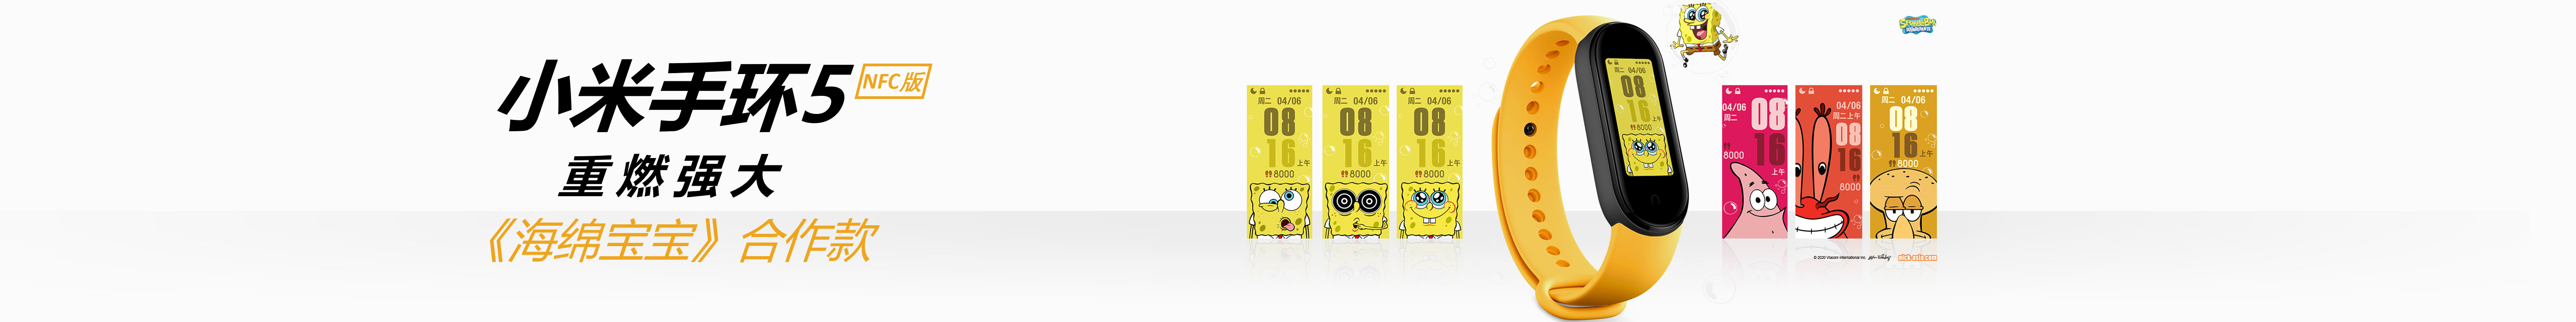 小米手环5 NFC版
重燃强大
《海绵宝宝》合作款
周二 04/06
08
16 上午
8000
周二 04/06
08
16 上午
8000
周二 04/06
08
16 上午
8000
周二 04/06
08
16 上午
8000
SpongeBob
SQUAREPANTS
04/06
周二
08
16
8000
上午
04/06
周二上午
08
16
8000
周二 04/06
08
16 上午
8000
© 2020 Viacom International Inc.
nick-asia.com